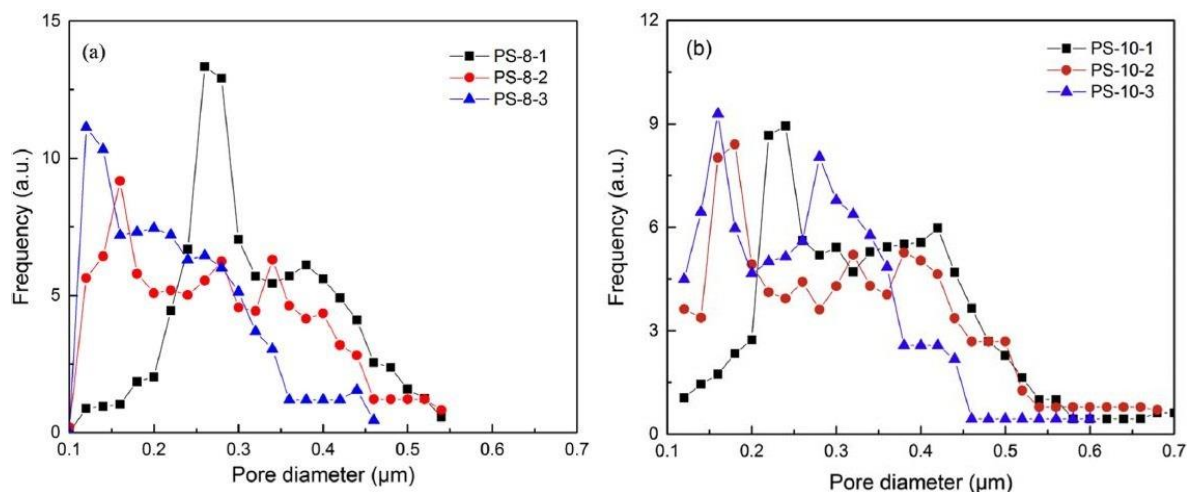 (a)
PS-8-1
PS-8-2
PS-8-3
15
10
5
0
Frequency (a.u.)
0.1 0.2 0.3 0.4 0.5 0.6 0.7
Pore diameter (µm)
(b)
PS-10-1
PS-10-2
PS-10-3
12
9
6
3
0
Frequency (a.u.)
0.1 0.2 0.3 0.4 0.5 0.6 0.7
Pore diameter (µm)